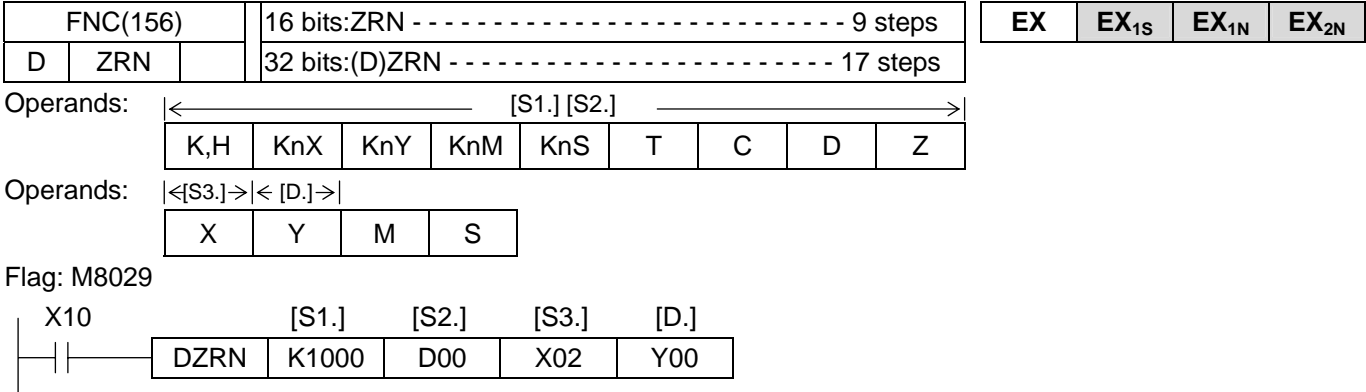 FNC(156) 16 bits:ZRN - - - - - - - - - - - - - - - - - - - - - - - - - - - - 9 steps EX EX1S EX1N EX2N
D ZRN 32 bits:(D)ZRN - - - - - - - - - - - - - - - - - - - - - - - - - 17 steps
Operands: [S1.] [S2.]
K,H KnX KnY KnM KnS T C D Z
Operands: [S3.] [D.]
X Y M S
Flag: M8029
X10 [S1.] [S2.] [S3.] [D.]
DZRN K1000 D00 X02 Y00